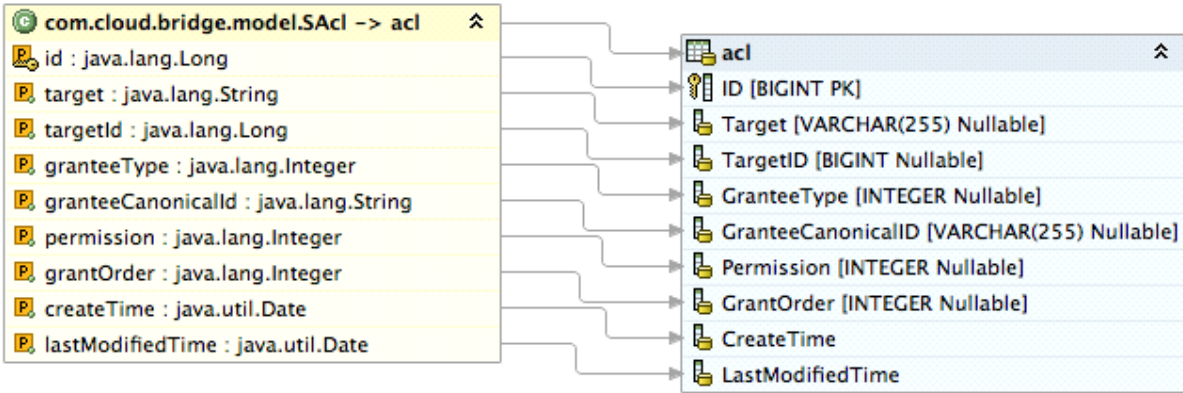 com.cloud.bridge.model.SAcl -> acl
id : java.lang.Long
target : java.lang.String
targetId : java.lang.Long
granteeType : java.lang.Integer
granteeCanonicalId : java.lang.String
permission : java.lang.Integer
grantOrder : java.lang.Integer
createTime : java.util.Date
lastModifiedTime : java.util.Date
acl
ID [BIGINT PK]
Target [VARCHAR(255) Nullable]
TargetID [BIGINT Nullable]
GranteeType [INTEGER Nullable]
GranteeCanonicalID [VARCHAR(255) Nullable]
Permission [INTEGER Nullable]
GrantOrder [INTEGER Nullable]
CreateTime
LastModifiedTime